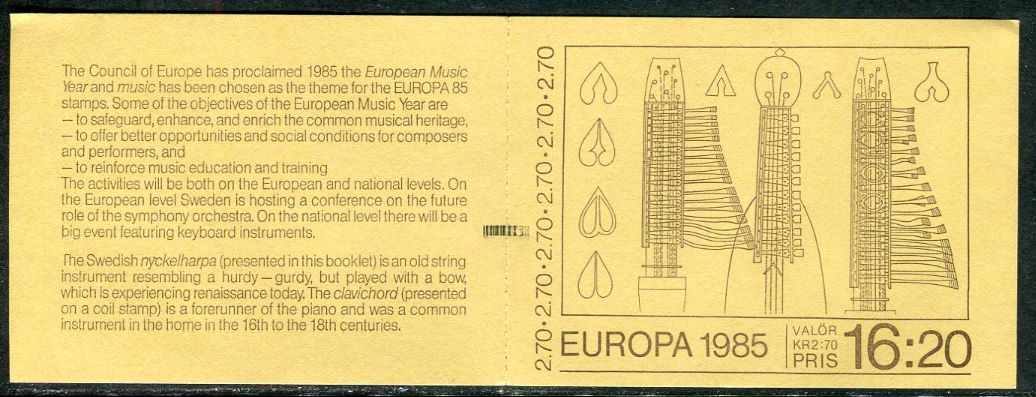 The Council of Europe has proclaimed 1985 the European Music
Year and music has been chosen as the theme for the EUROPA 85
stamps. Some of the objectives of the European Music Year are
— to safeguard, enhance, and enrich the common musical heritage,
— to offer better opportunities and social conditions for composers
and performers, and
— to reinforce music education and training
The activities will be both on the European and national levels. On
the European level Sweden is hosting a conference on the future
role of the symphony orchestra. On the national level there will be a
big event featuring keyboard instruments.
The Swedish nyckelharpa (presented in this booklet) is an old string
instrument resembling a hurdy—gurdy, but played with a bow,
which is experiencing renaissance today. The clavichord (presented
on a coil stamp) is a forerunner of the piano and was a common
instrument in the home in the 16th to the 18th centuries.
2.70·2.70·2.70·2.70·2.70·2.70
EUROPA 1985
VALÖR
KR 2:70
PRIS
16:20